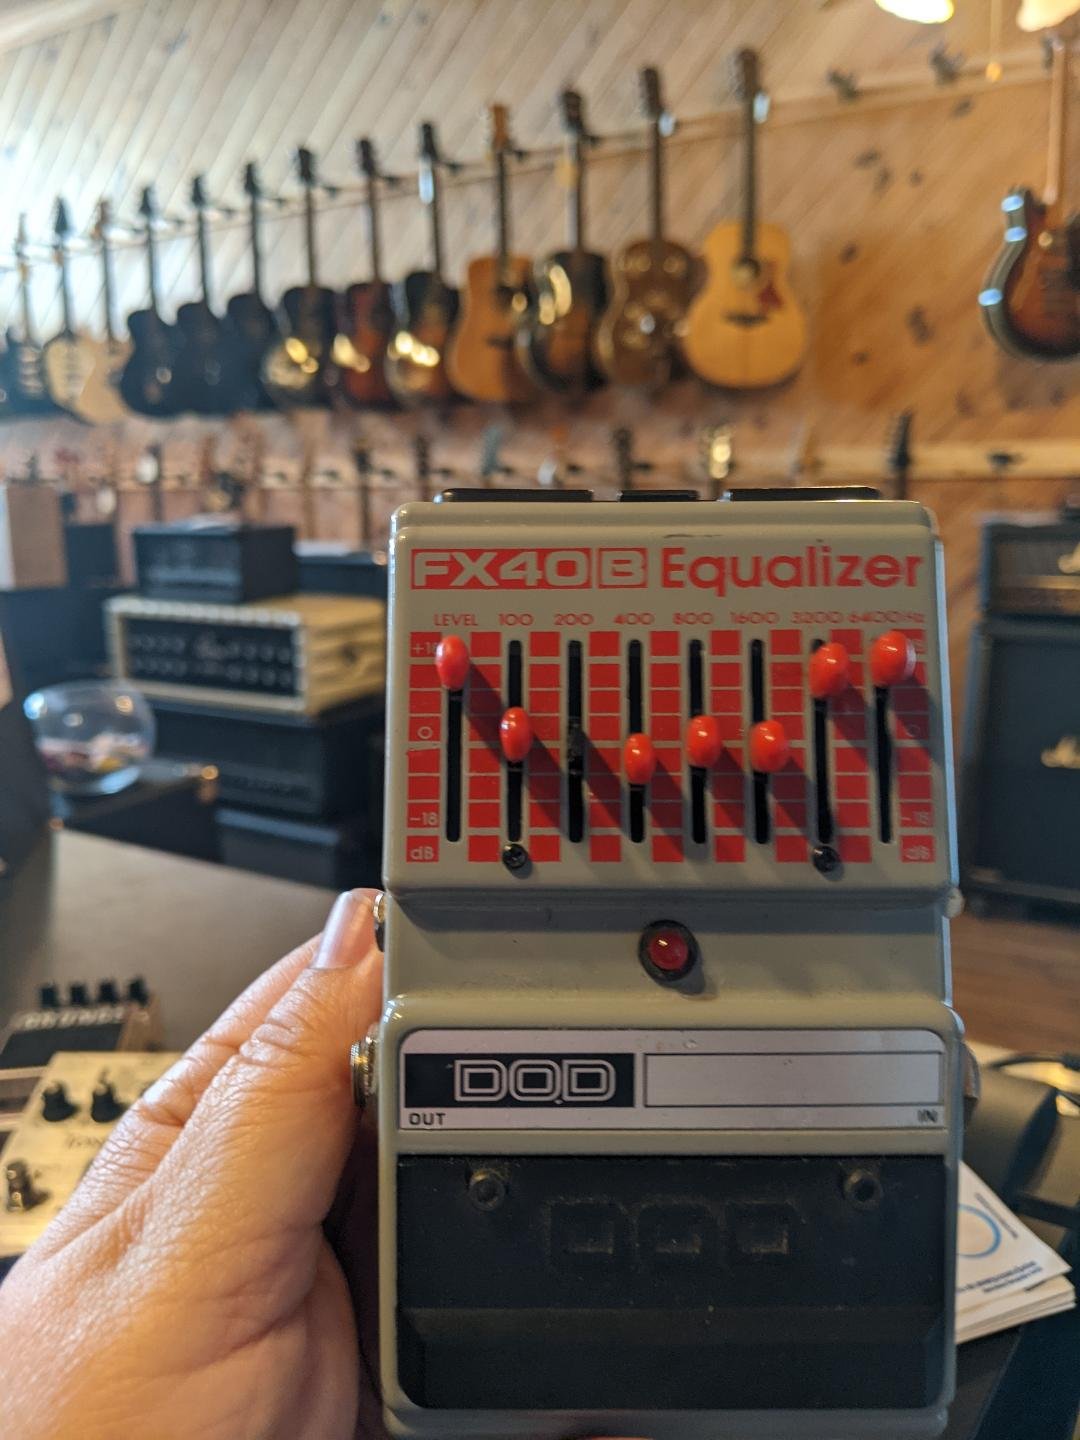 FX40B Equalizer
LEVEL 100 200 400 800 1600 3200 6400Hz
+18
0 0
-18 -18
dB dB
DOD
OUT IN
DOD